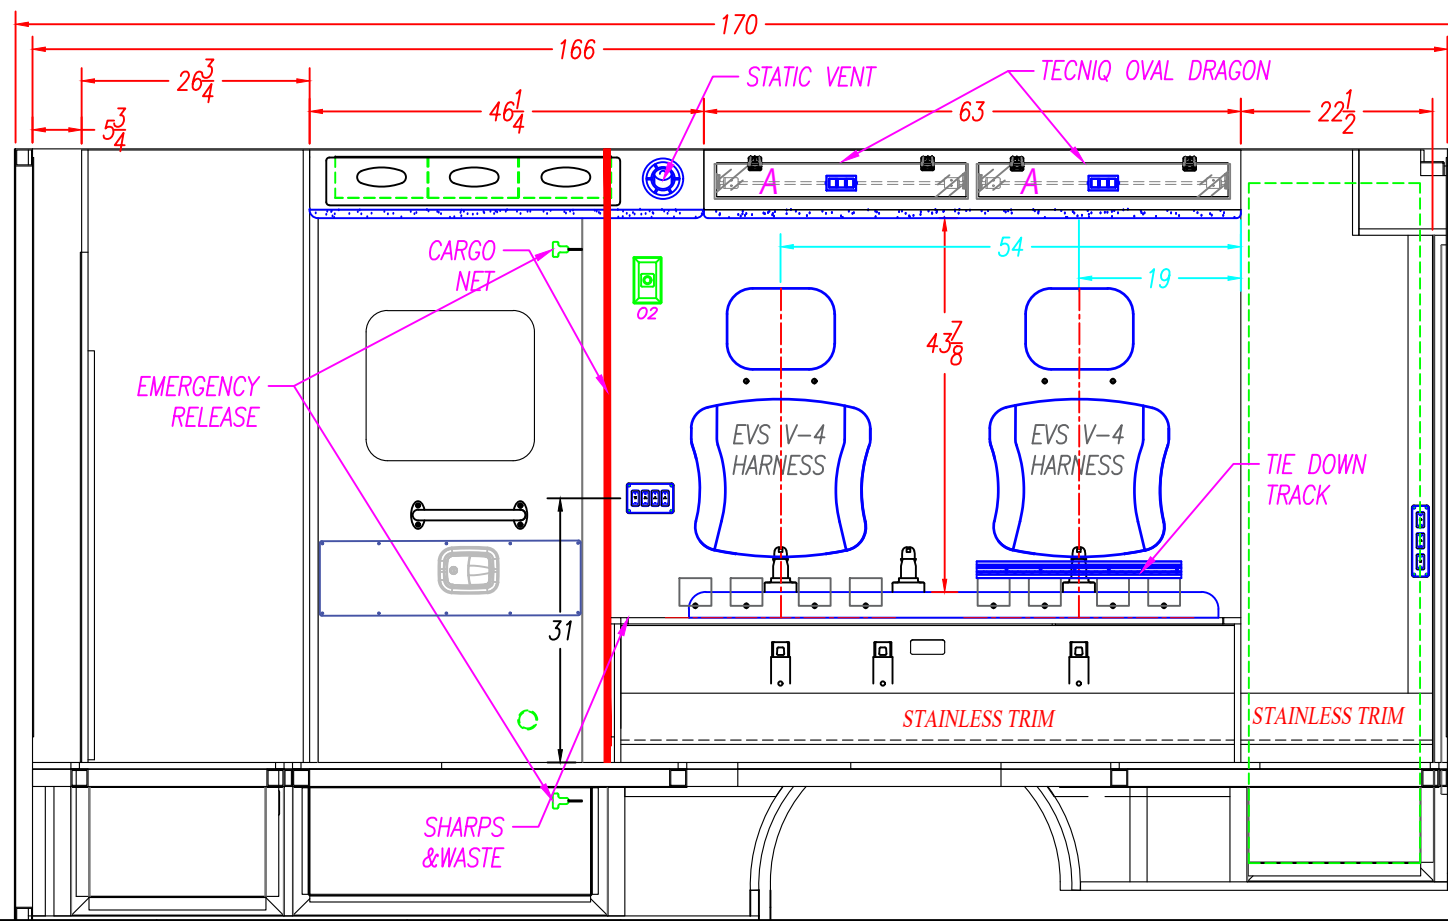 170
166
26 3/4
STATIC VENT
TECNIQ OVAL DRAGON
46 1/4
63
22 1/2
5 3/4
A
A
CARGO
NET
54
19
O2
43 7/8
EMERGENCY
RELEASE
EVS V-4
HARNESS
EVS V-4
HARNESS
TIE DOWN
TRACK
31
STAINLESS TRIM
STAINLESS TRIM
SHARPS
&WASTE